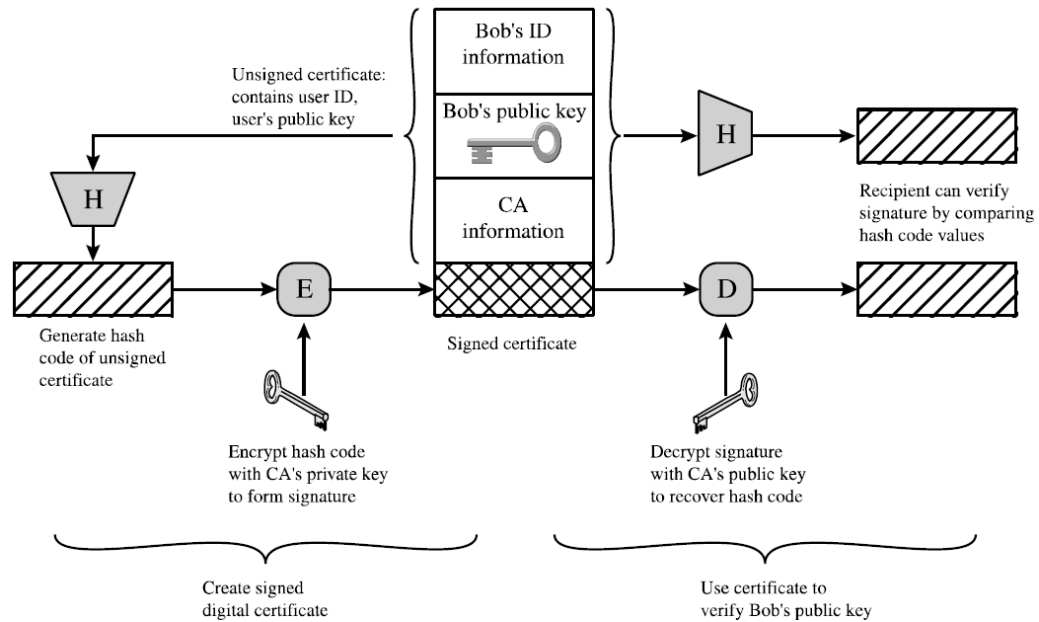 Bob's ID
information
Unsigned certificate:
contains user ID,
user's public key
Bob's public key
H
H
CA
information
Recipient can verify
signature by comparing
hash code values
E
D
Generate hash
code of unsigned
certificate
Signed certificate
Encrypt hash code
with CA's private key
to form signature
Decrypt signature
with CA's public key
to recover hash code
Create signed
digital certificate
Use certificate to
verify Bob's public key